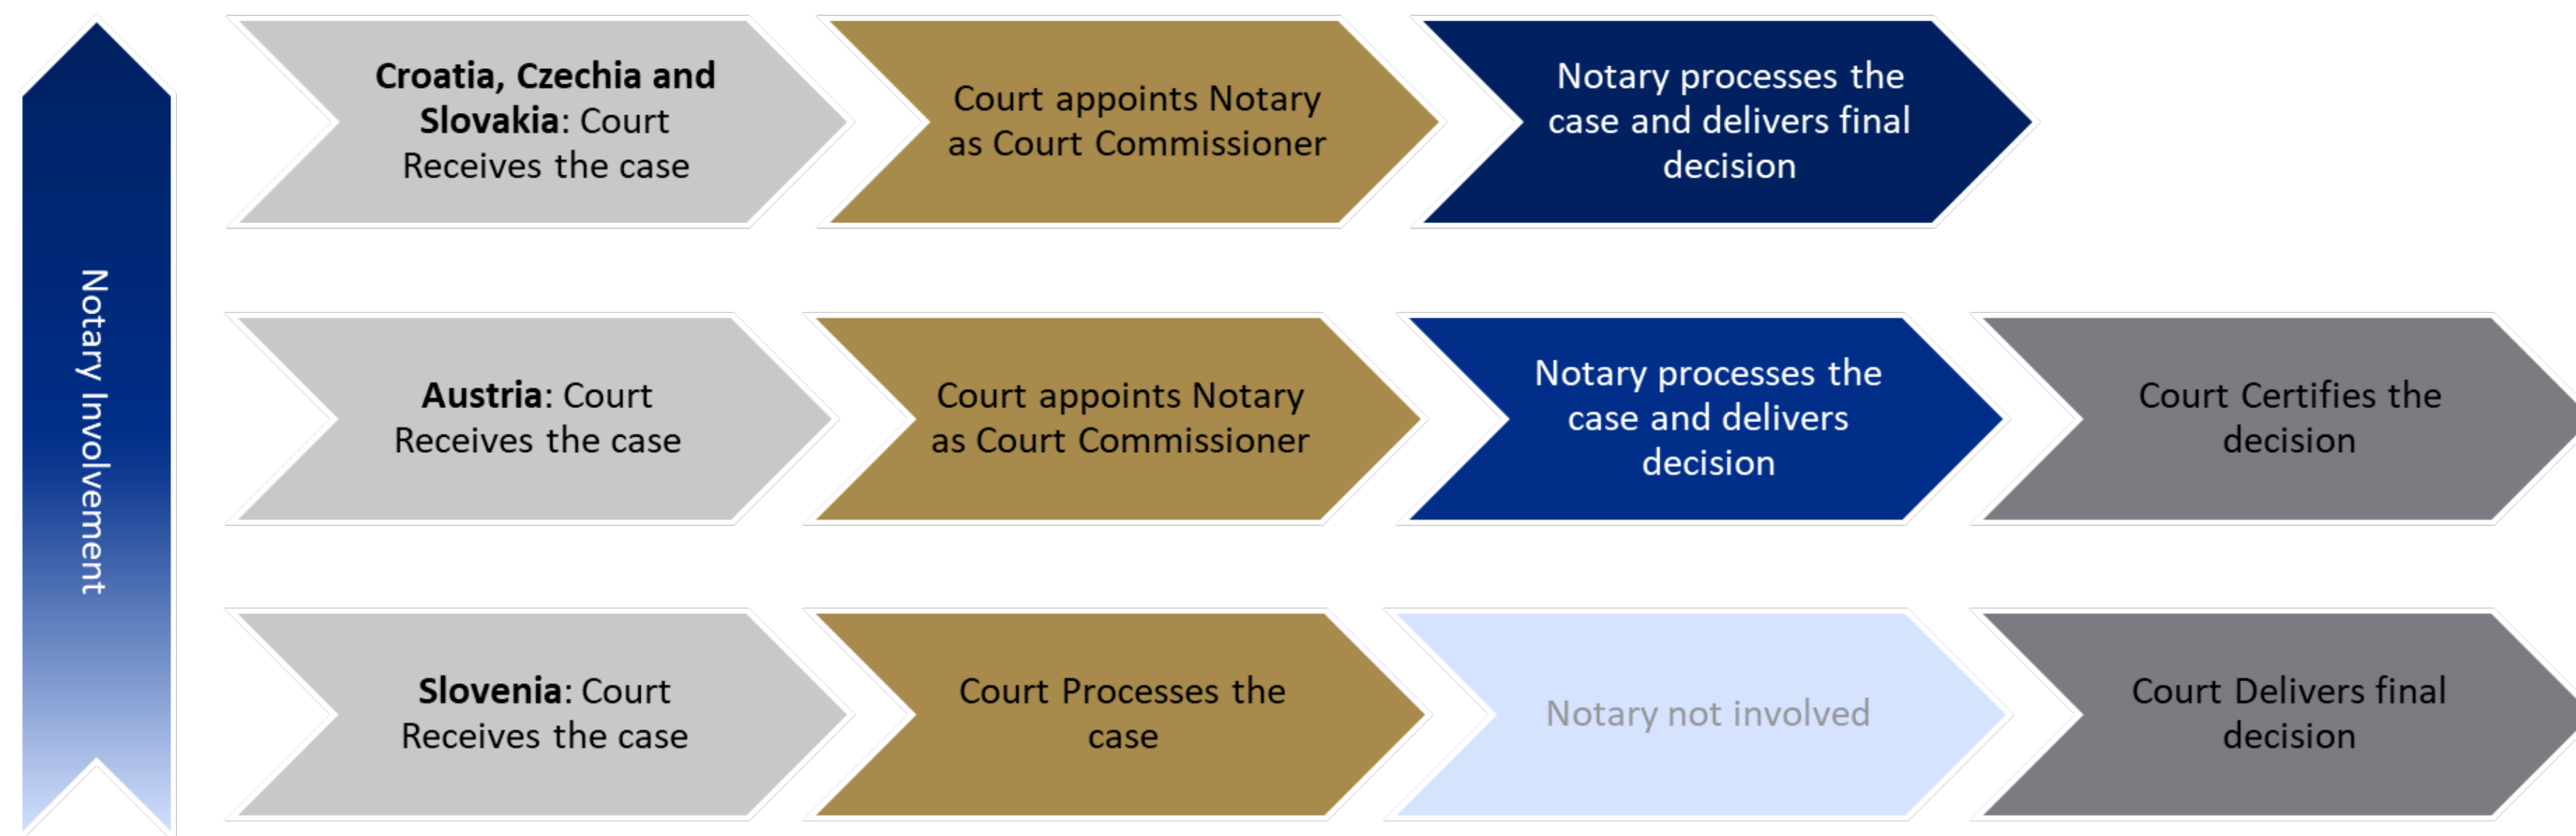 Notary Involvement
Croatia, Czechia and
Slovakia: Court
Receives the case
Court appoints Notary
as Court Commissioner
Notary processes the
case and delivers final
decision
Austria: Court
Receives the case
Court appoints Notary
as Court Commissioner
Notary processes the
case and delivers
decision
Court Certifies the
decision
Slovenia: Court
Receives the case
Court Processes the
case
Notary not involved
Court Delivers final
decision